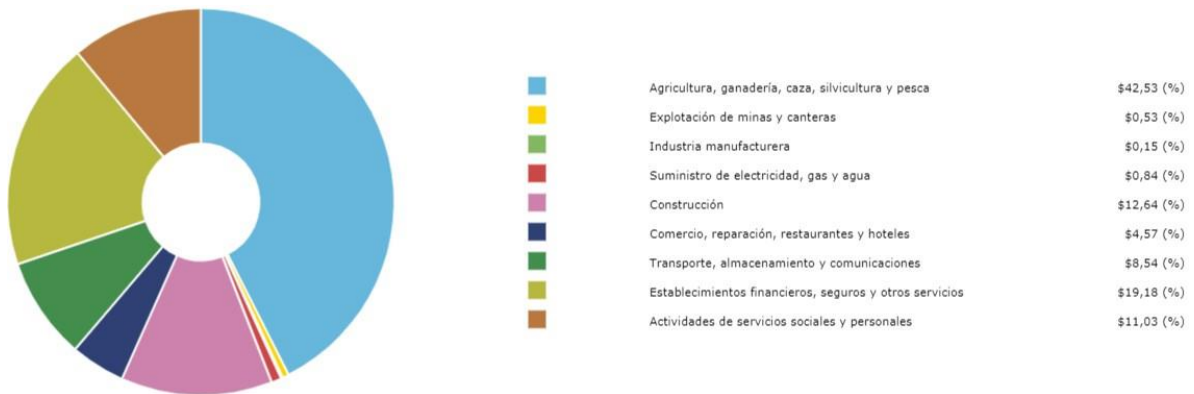 Agricultura, ganadería, caza, silvicultura y pesca $42,53 (%)
Explotación de minas y canteras $0,53 (%)
Industria manufacturera $0,15 (%)
Suministro de electricidad, gas y agua $0,84 (%)
Construcción $12,64 (%)
Comercio, reparación, restaurantes y hoteles $4,57 (%)
Transporte, almacenamiento y comunicaciones $8,54 (%)
Establecimientos financieros, seguros y otros servicios $19,18 (%)
Actividades de servicios sociales y personales $11,03 (%)